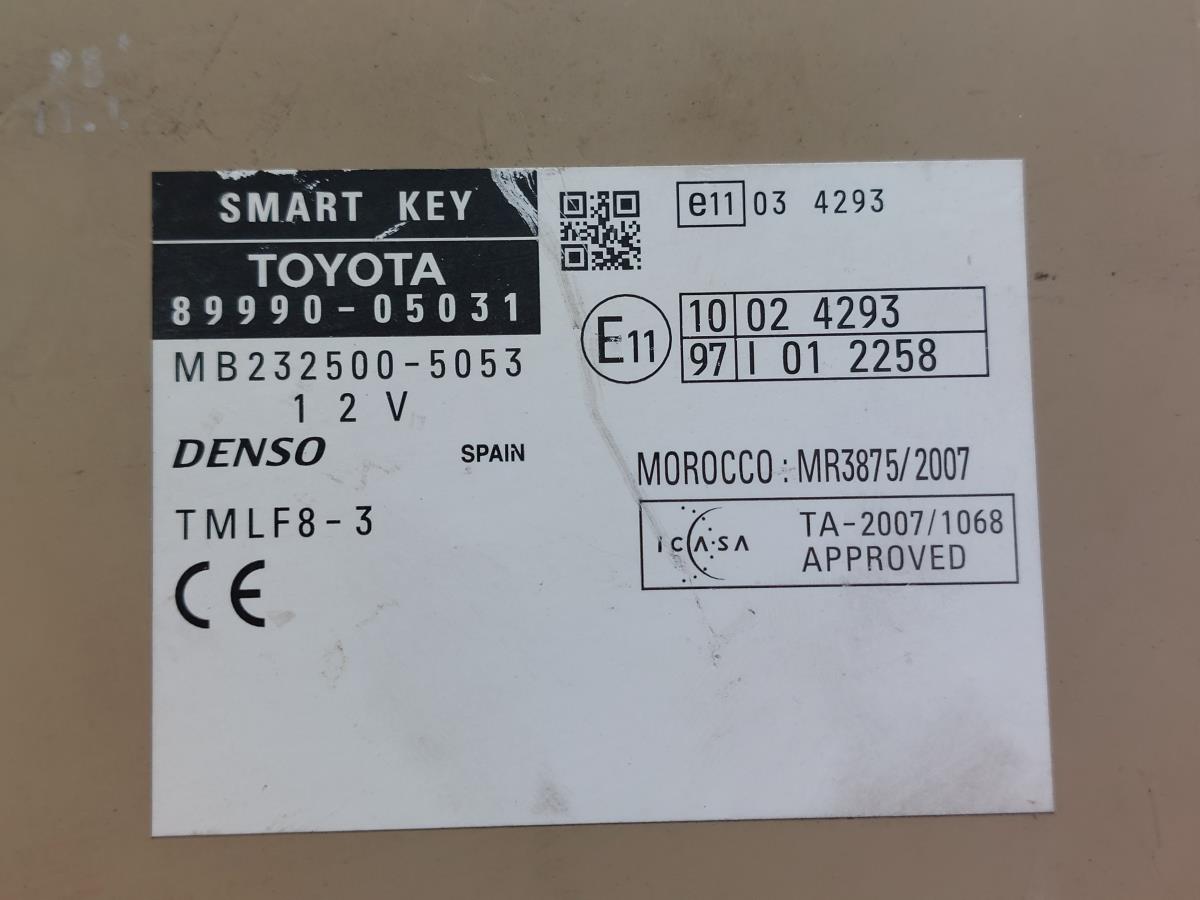 SMART KEY
TOYOTA
89990-05031
MB232500-5053
12V
DENSO SPAIN
TMLF8-3
CE
e11 03 4293
E11
10 02 4293
97 I 01 2258
MOROCCO : MR3875/2007
ICASA TA-2007/1068
APPROVED